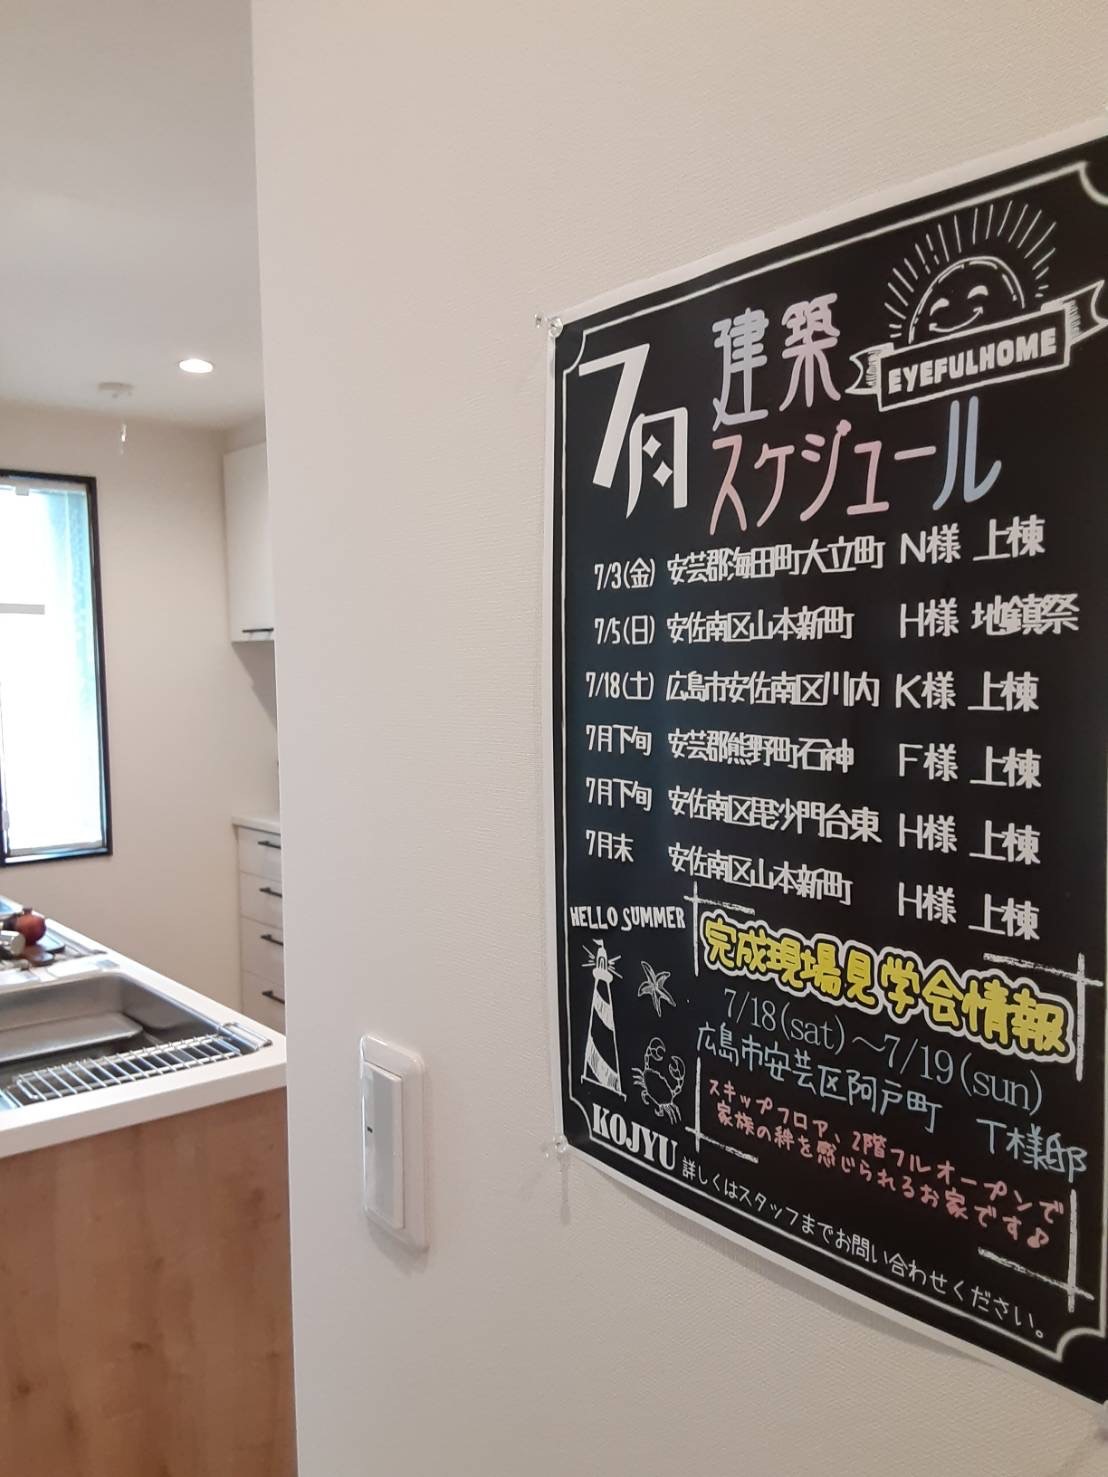 7月
建築
スケジュール
EYEFULHOME
7/3(金) 安芸郡海田町大立町 N様 上棟
7/5(日) 安佐南区山本新町 H様 地鎮祭
7/18(土) 広島市安佐南区川内 K様 上棟
7月下旬 安芸郡熊野町石神 F様 上棟
7月下旬 安佐南区毘沙門台東 H様 上棟
7月末 安佐南区山本新町 H様 上棟
HELLO SUMMER
完成現場見学会情報
7/18(sat)～7/19(sun)
広島市安芸区阿戸町 T様邸
スキップフロア、2階フルオープンで
家族の絆を感じられるお家です♪
KOJYU
詳しくはスタッフまでお問い合わせください。